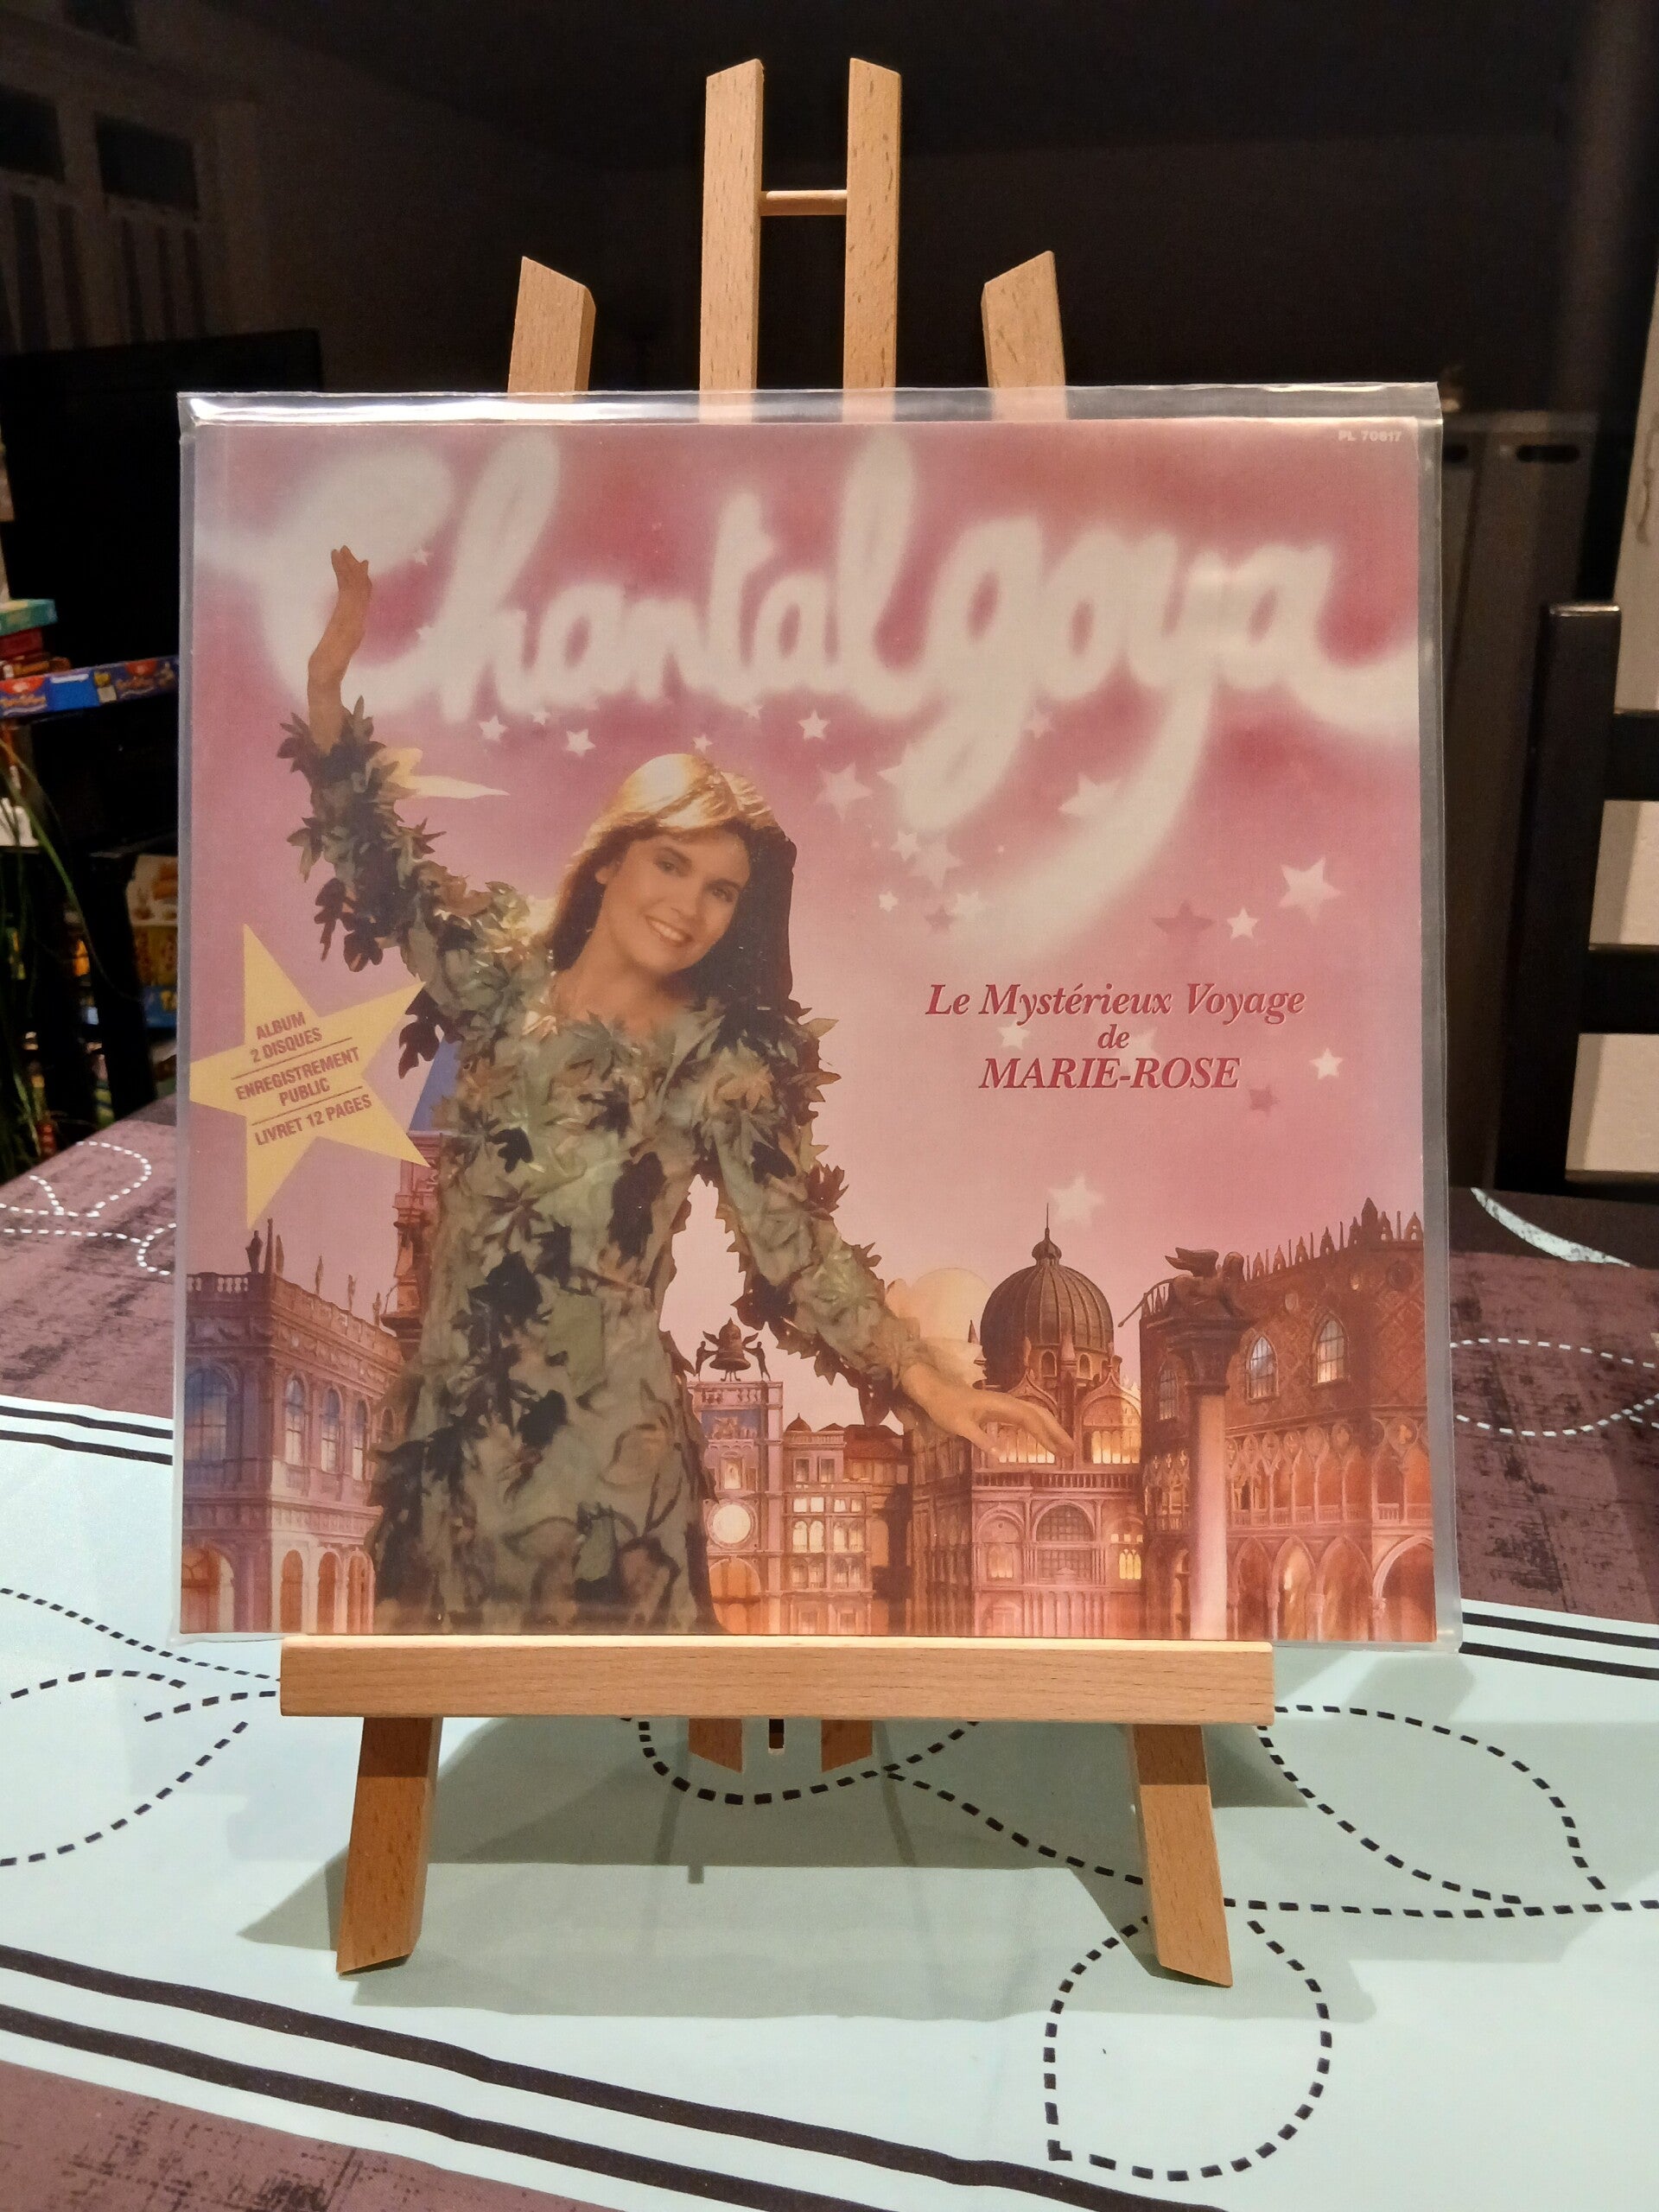 PL 70617
Chantal goya
Le Mystérieux Voyage
de
MARIE-ROSE
ALBUM
2 DISQUES
ENREGISTREMENT
PUBLIC
LIVRET 12 PAGES